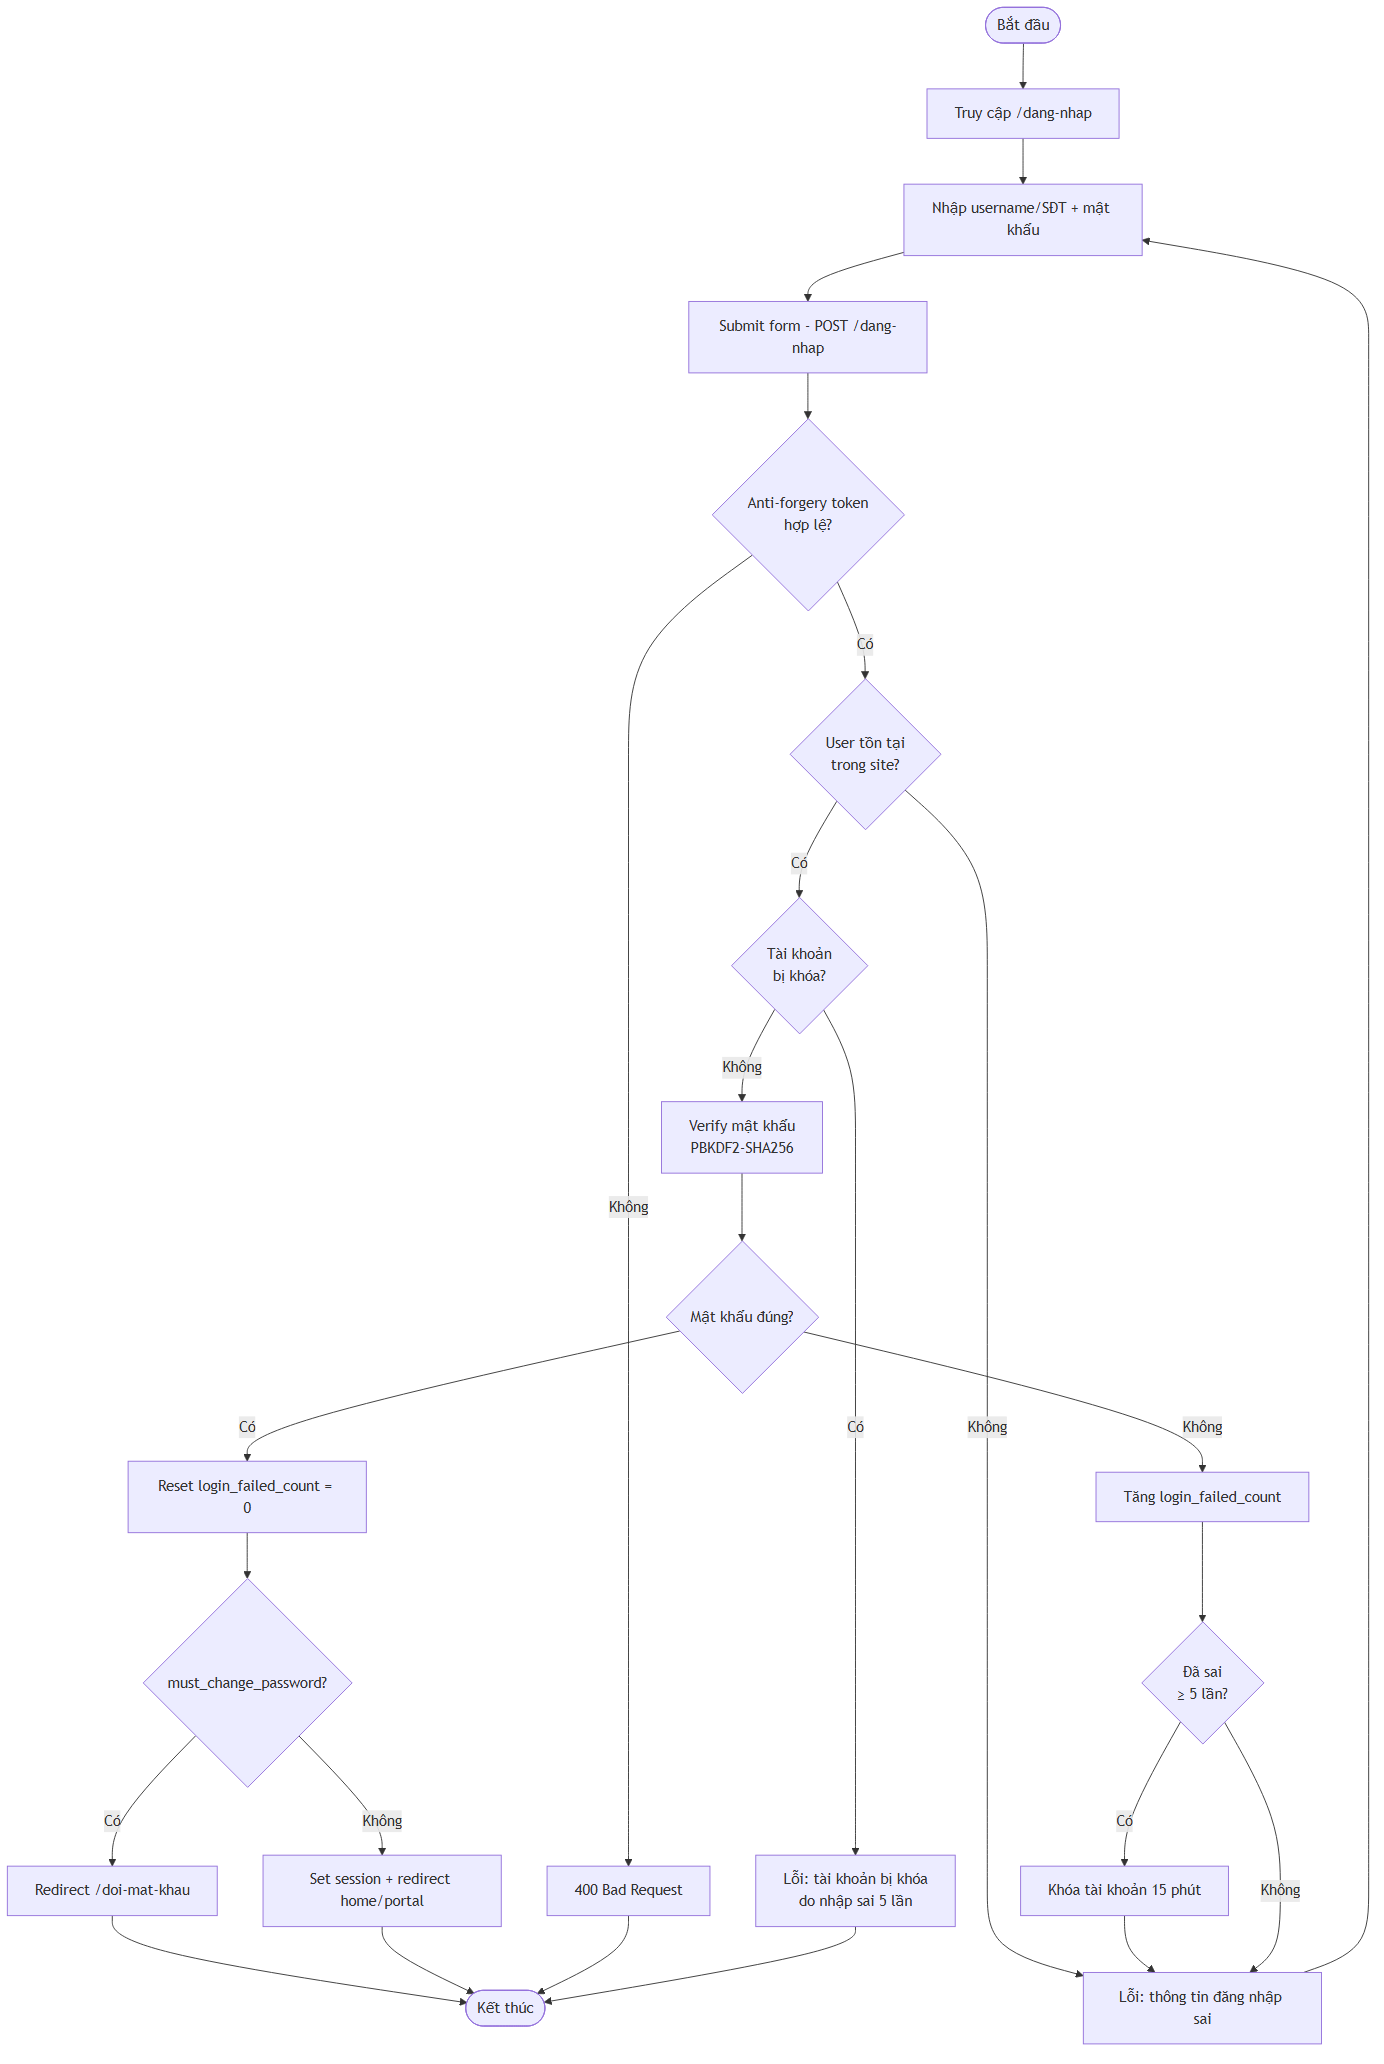 Bắt đầu
Truy cập /dang-nhap
Nhập username/SĐT + mật
khẩu
Submit form - POST /dang-
nhap
Anti-forgery token
hợp lệ?
Có
User tồn tại
trong site?
Có
Tài khoản
bị khóa?
Không
Verify mật khẩu
PBKDF2-SHA256
Không
Mật khẩu đúng?
Có
Có
Không
Không
Reset login_failed_count =
0
Tăng login_failed_count
must_change_password?
Đã sai
≥ 5 lần?
Có
Không
Có
Redirect /doi-mat-khau
Set session + redirect
home/portal
400 Bad Request
Lỗi: tài khoản bị khóa
do nhập sai 5 lần
Khóa tài khoản 15 phút
Không
Kết thúc
Lỗi: thông tin đăng nhập
sai